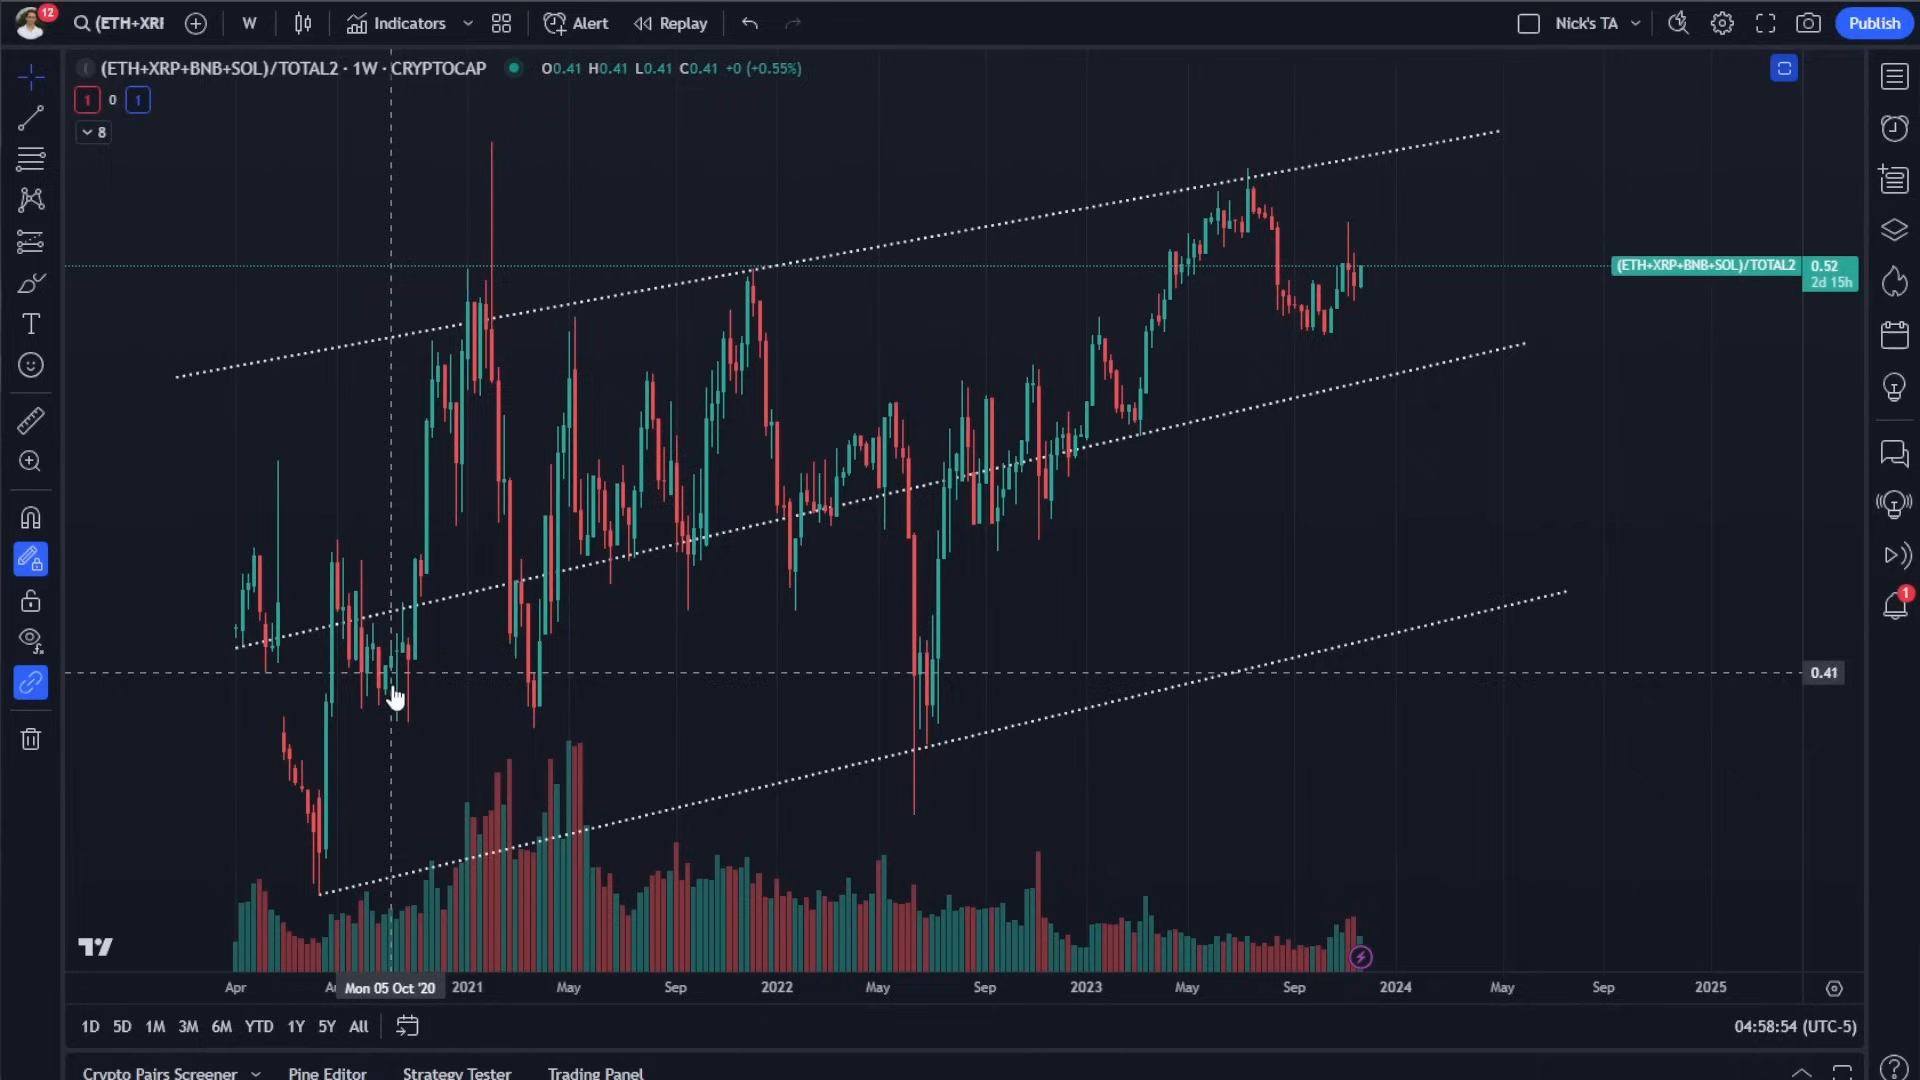 12
(ETH+XRI
W
Indicators
Alert
Replay
Nick's TA
Publish
(ETH+XRP+BNB+SOL)/TOTAL2 · 1W · CRYPTOCAP
O0.41 H0.41 L0.41 C0.41 +0 (+0.55%)
1 0 1
8
(ETH+XRP+BNB+SOL)/TOTAL2 0.52
2d 15h
0.41
1
Apr Mon 05 Oct '20 2021 May Sep 2022 May Sep 2023 May Sep 2024 May Sep 2025
1D 5D 1M 3M 6M YTD 1Y 5Y All
04:58:54 (UTC-5)
Crypto Pairs Screener Pine Editor Strategy Tester Trading Panel